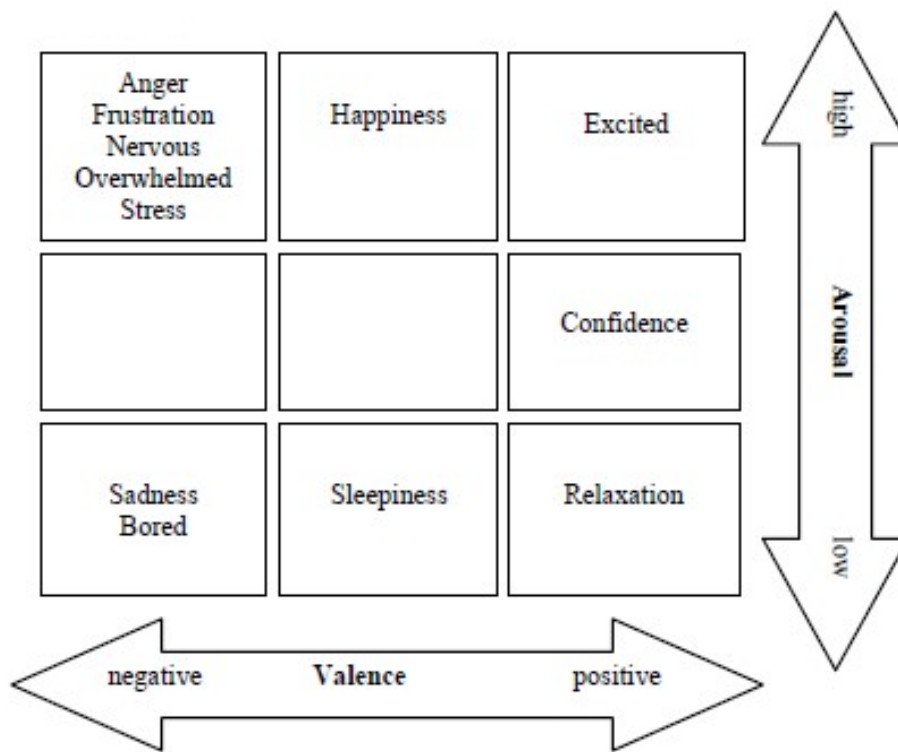 Anger
Frustration
Nervous
Overwhelmed
Stress
Happiness
Excited
high
Confidence
Arousal
Sadness
Bored
Sleepiness
Relaxation
low
negative Valence positive